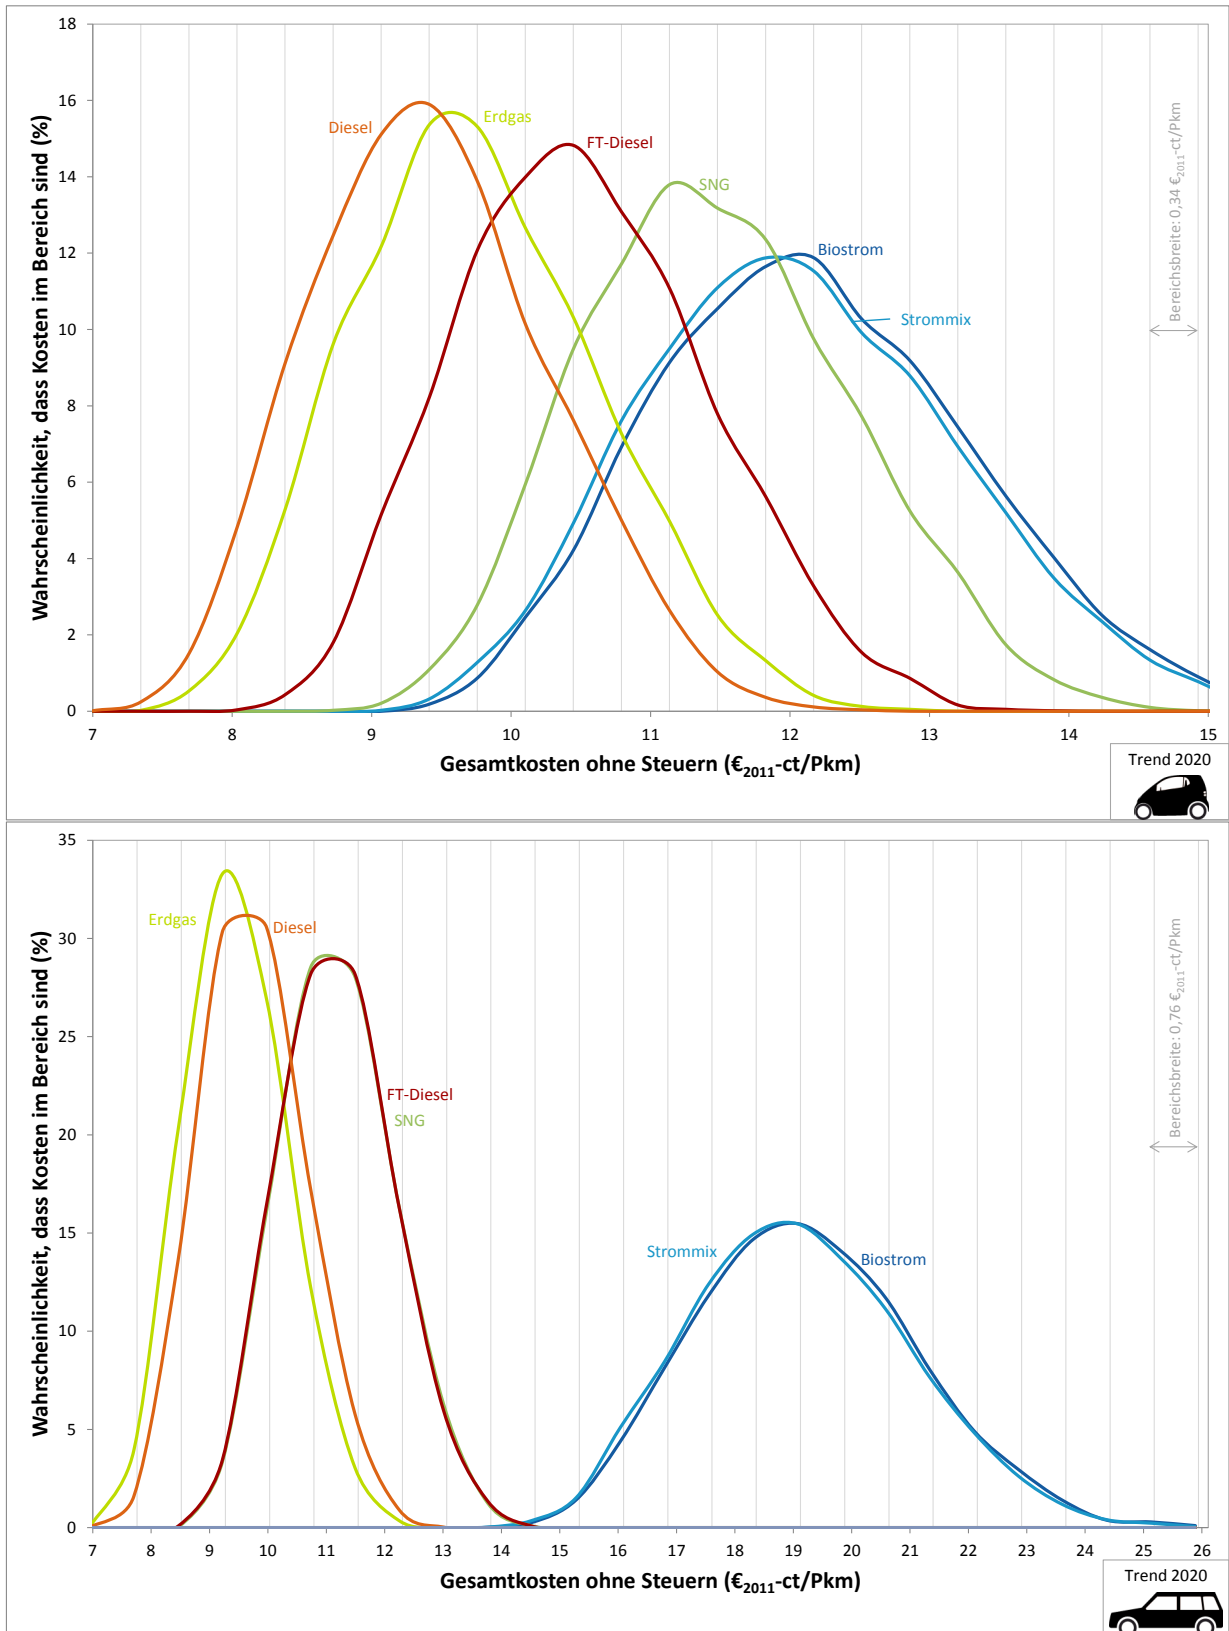 18
16
14
12
10
8
6
4
2
0
Wahrscheinlichkeit, dass Kosten im Bereich sind (%)
Diesel
Erdgas
FT-Diesel
SNG
Biostrom
Strommix
Bereichsbreite: 0,34 €2011-ct/Pkm
7 8 9 10 11 12 13 14 15
Gesamtkosten ohne Steuern (€2011-ct/Pkm)
Trend 2020
35
30
25
20
15
10
5
0
Wahrscheinlichkeit, dass Kosten im Bereich sind (%)
Erdgas
Diesel
FT-Diesel
SNG
Strommix
Biostrom
Bereichsbreite: 0,76 €2011-ct/Pkm
7 8 9 10 11 12 13 14 15 16 17 18 19 20 21 22 23 24 25 26
Gesamtkosten ohne Steuern (€2011-ct/Pkm)
Trend 2020